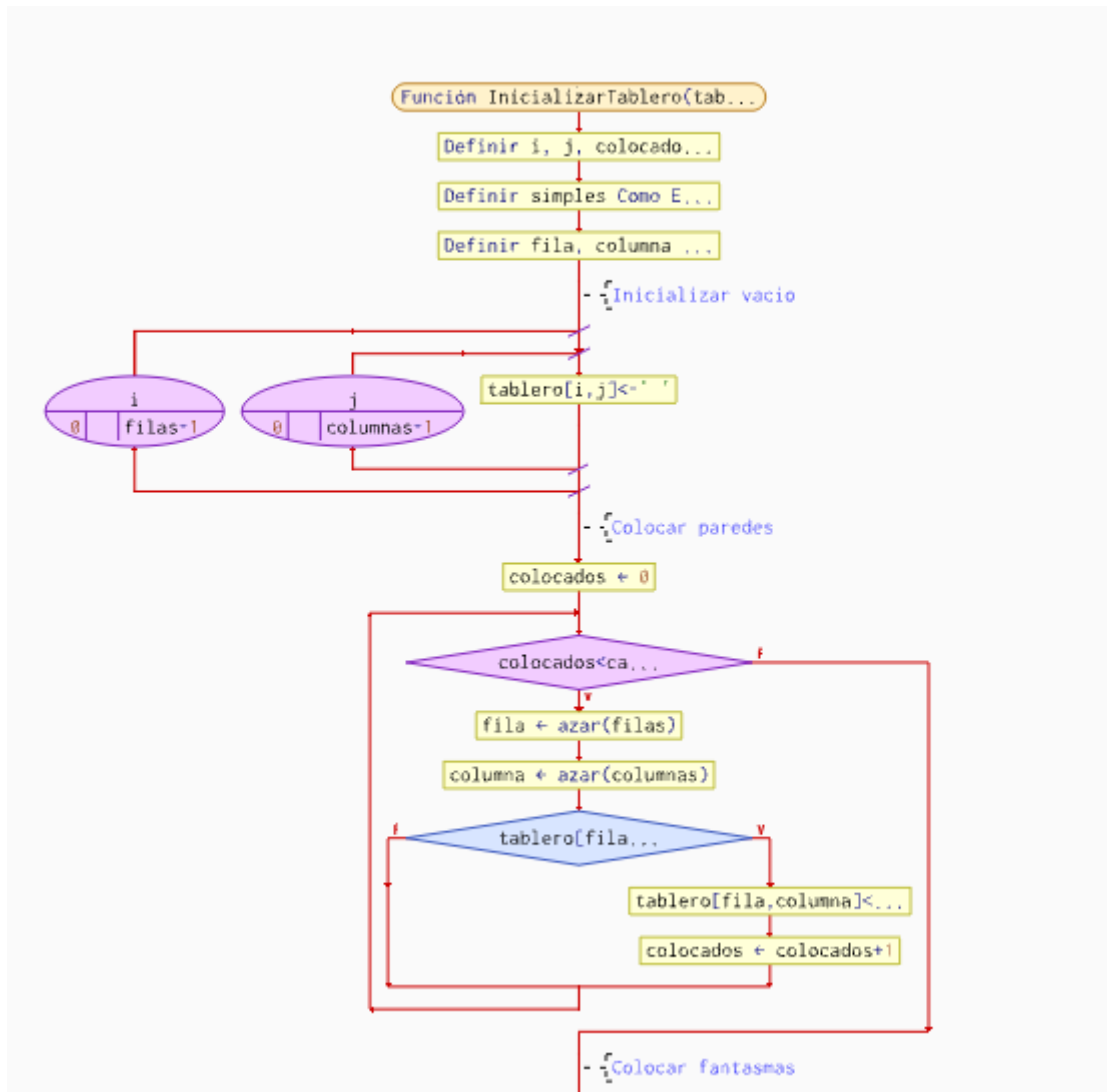 Función InicializarTablero(tab...
Definir i, j, colocado...
Definir simples Como E...
Definir fila, columna ...
Inicializar vacio
i
0 filas-1
j
0 columnas-1
tablero[i,j]<-' '
Colocar paredes
colocados ← 0
colocados<ca...
F
V
fila ← azar(filas)
columna ← azar(columnas)
tablero[fila...
F
V
tablero[fila,columna]<...
colocados ← colocados+1
Colocar fantasmas